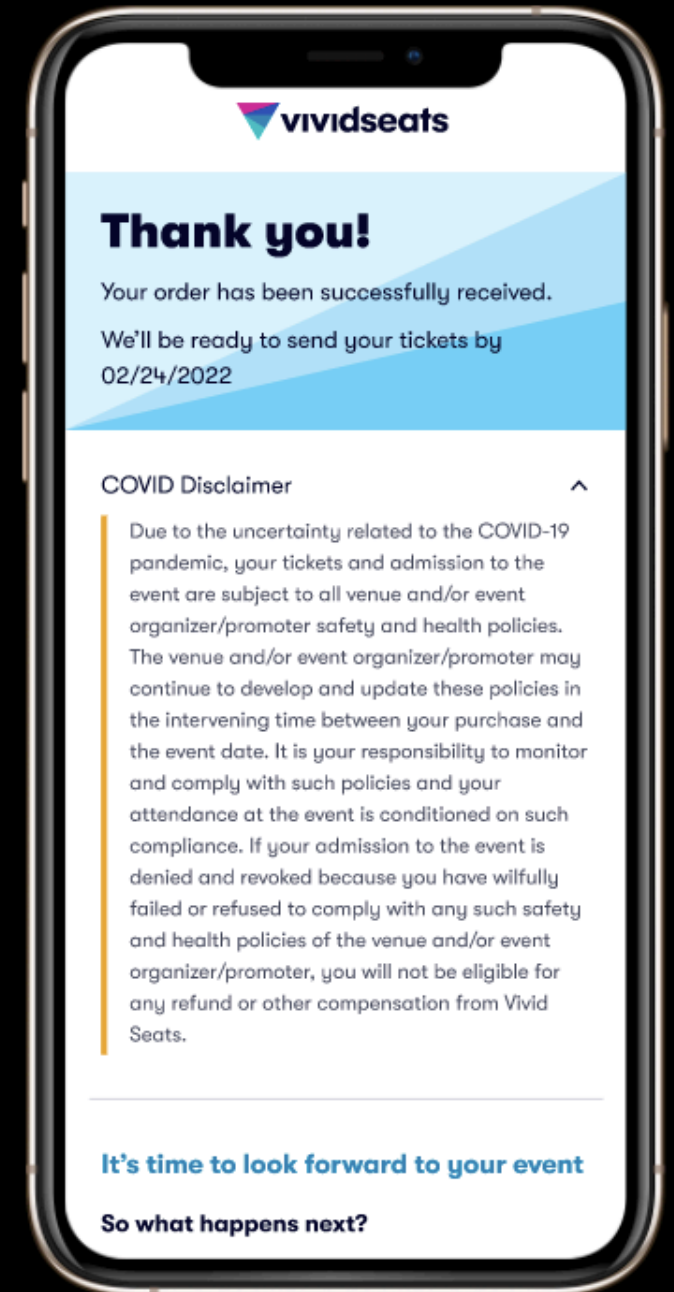 vividseats
Thank you!
Your order has been successfully received.
We'll be ready to send your tickets by
02/24/2022
COVID Disclaimer
Due to the uncertainty related to the COVID-19
pandemic, your tickets and admission to the
event are subject to all venue and/or event
organizer/promoter safety and health policies.
The venue and/or event organizer/promoter may
continue to develop and update these policies in
the intervening time between your purchase and
the event date. It is your responsibility to monitor
and comply with such policies and your
attendance at the event is conditioned on such
compliance. If your admission to the event is
denied and revoked because you have wilfully
failed or refused to comply with any such safety
and health policies of the venue and/or event
organizer/promoter, you will not be eligible for
any refund or other compensation from Vivid
Seats.
It's time to look forward to your event
So what happens next?